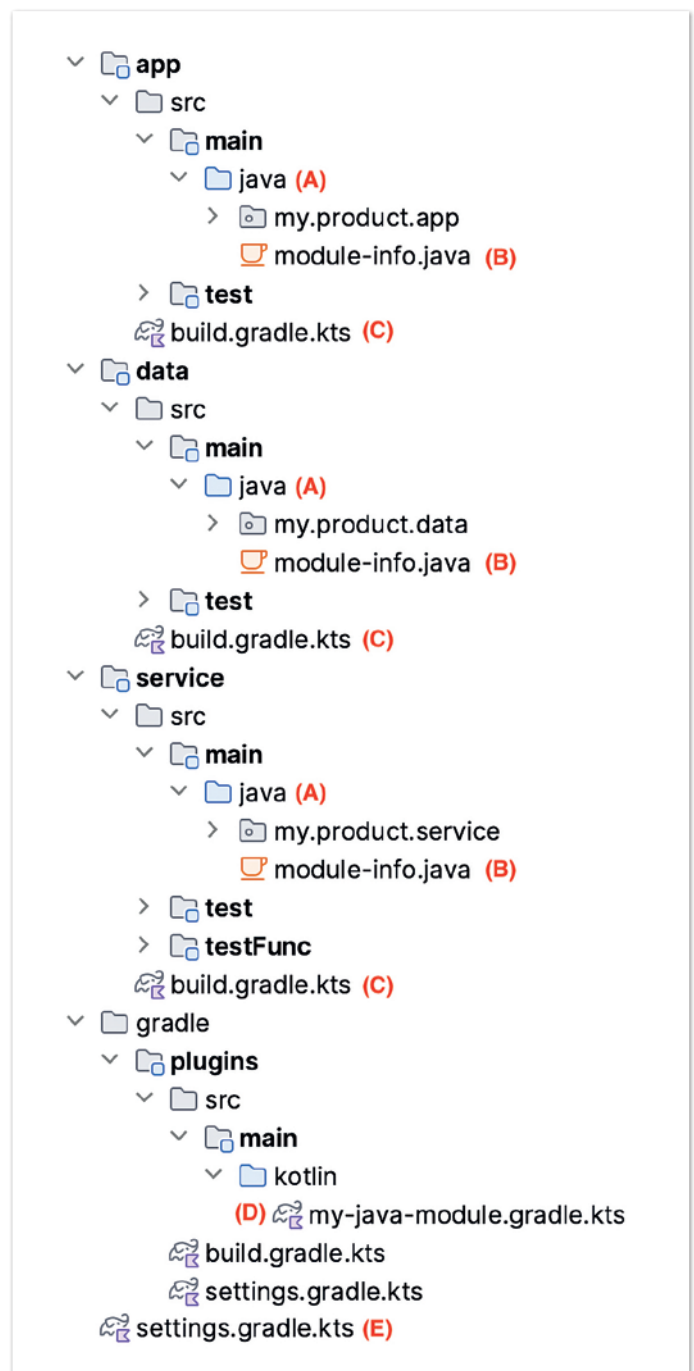 app
src
main
java (A)
my.product.app
module-info.java (B)
test
build.gradle.kts (C)
data
src
main
java (A)
my.product.data
module-info.java (B)
test
build.gradle.kts (C)
service
src
main
java (A)
my.product.service
module-info.java (B)
test
testFunc
build.gradle.kts (C)
gradle
plugins
src
main
kotlin
(D) my-java-module.gradle.kts
build.gradle.kts
settings.gradle.kts
settings.gradle.kts (E)